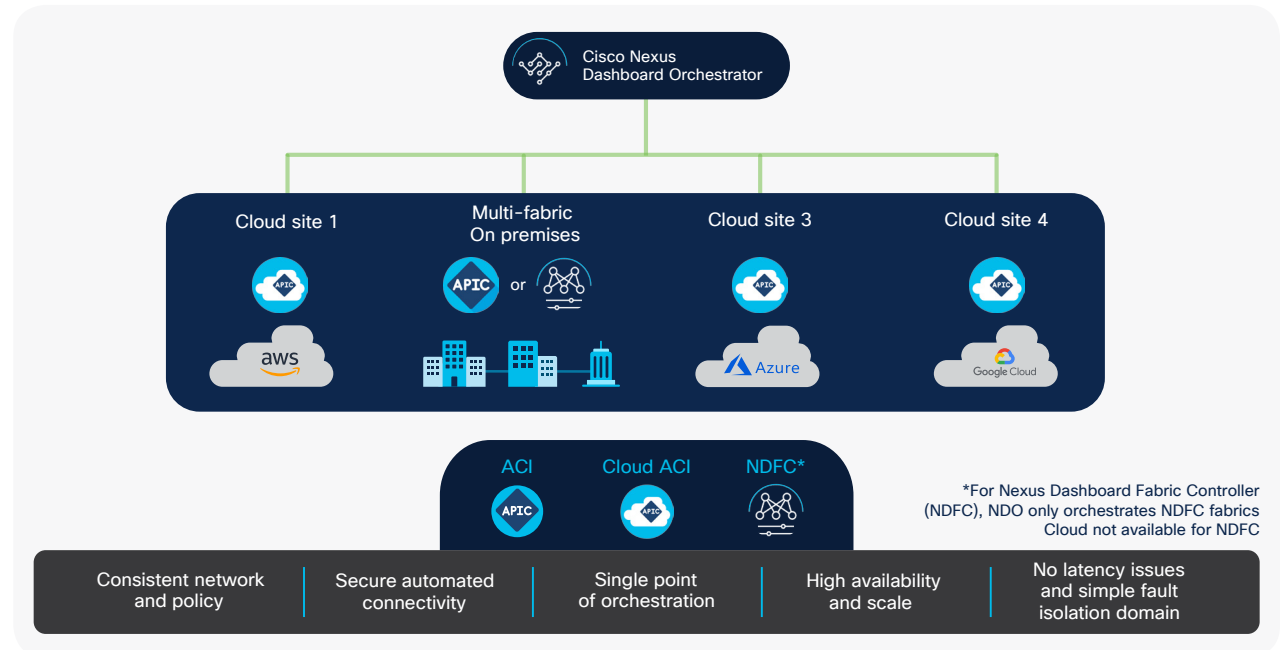 Cisco Nexus
Dashboard Orchestrator
Cloud site 1
Multi-fabric
On premises
Cloud site 3
Cloud site 4
APIC
APIC
or
APIC
APIC
aws
Azure
Google Cloud
ACI
Cloud ACI
NDFC*
APIC
APIC
*For Nexus Dashboard Fabric Controller
(NDFC), NDO only orchestrates NDFC fabrics
Cloud not available for NDFC
Consistent network
and policy
Secure automated
connectivity
Single point
of orchestration
High availability
and scale
No latency issues
and simple fault
isolation domain